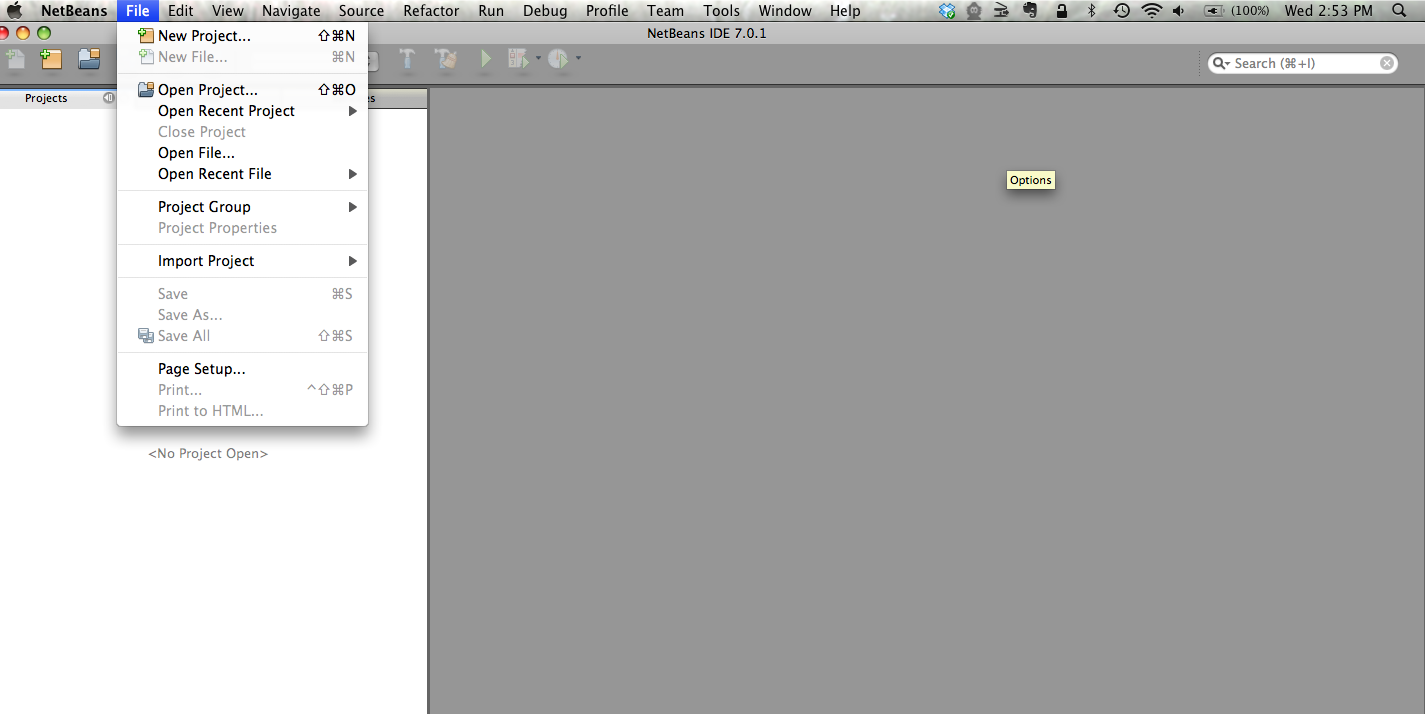 NetBeans File Edit View Navigate Source Refactor Run Debug Profile Team Tools Window Help (100%) Wed 2:53 PM
NetBeans IDE 7.0.1
Search (⌘+I)
Projects
es
New Project... ⇧⌘N
New File... ⌘N
Open Project... ⇧⌘O
Open Recent Project
Close Project
Open File...
Open Recent File
Project Group
Project Properties
Import Project
Save ⌘S
Save As...
Save All ⇧⌘S
Page Setup...
Print... ^⇧⌘P
Print to HTML...
Options
<No Project Open>